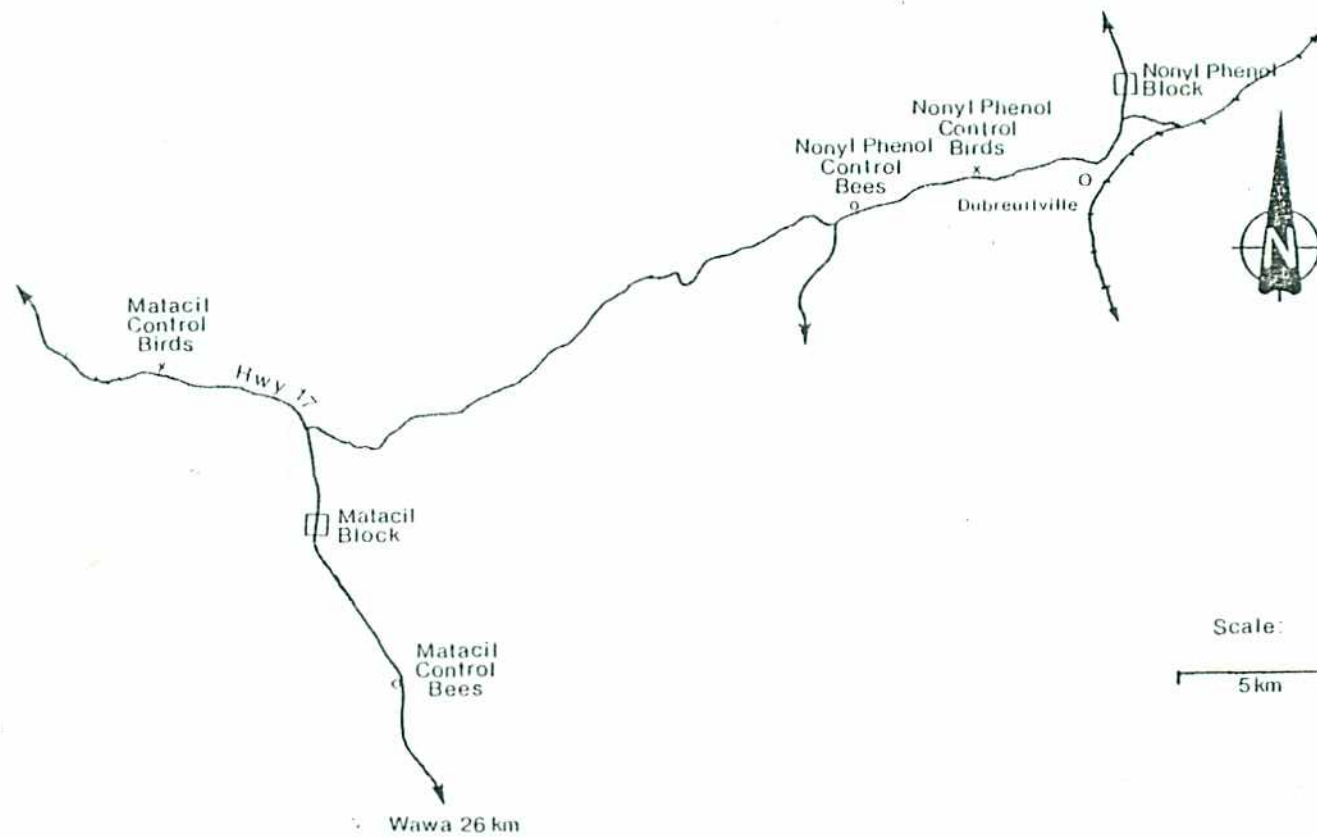 Nonyl Phenol
Block
Nonyl Phenol
Control
Birds
Nonyl Phenol
Control
Bees
Dubreuilville
N
Matacil
Control
Birds
Hwy 17
Matacil
Block
Matacil
Control
Bees
Scale:
5 km
Wawa 26 km